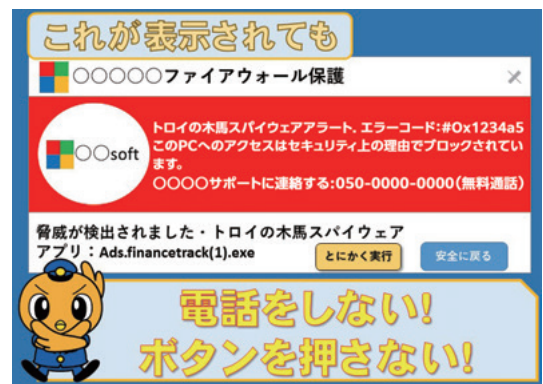 これが表示されても
○○○○○ファイアウォール保護
トロイの木馬スパイウェアアラート. エラーコード:#0x1234a5
このPCへのアクセスはセキュリティ上の理由でブロックされてい
ます。
○○soft
○○○○サポートに連絡する:050-0000-0000(無料通話)
脅威が検出されました・トロイの木馬スパイウェア
アプリ：Ads.financetrack(1).exe
とにかく実行
安全に戻る
電話をしない!
ボタンを押さない!